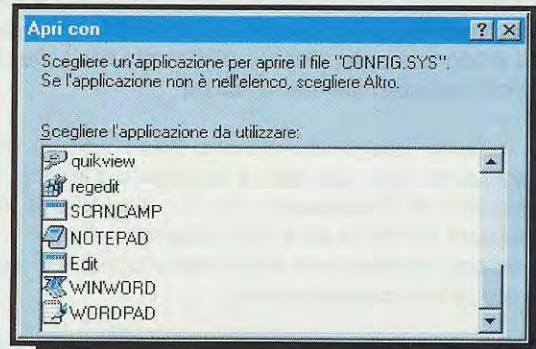 Apri con
Scegliere un'applicazione per aprire il file "CONFIG.SYS".
Se l'applicazione non è nell'elenco, scegliere Altro.
Scegliere l'applicazione da utilizzare:
quikview
regedit
SCRNCAMP
NOTEPAD
Edit
WINWORD
WORDPAD